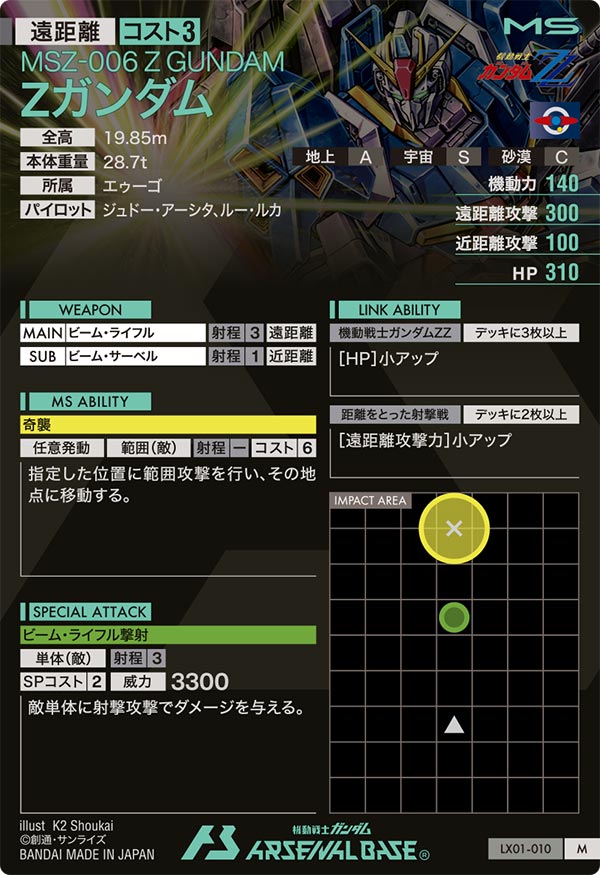 遠距離 コスト3
MS
MSZ-006 Z GUNDAM
Zガンダム
機動戦士
ガンダムZZ
全高 19.85m
本体重量 28.7t
所属 エゥーゴ
パイロット ジュドー・アーシタ、ルー・ルカ
地上 A 宇宙 S 砂漠 C
機動力 140
遠距離攻撃 300
近距離攻撃 100
HP 310
WEAPON
MAIN ビーム・ライフル 射程 3 遠距離
SUB ビーム・サーベル 射程 1 近距離
MS ABILITY
奇襲
任意発動 範囲(敵) 射程 ー コスト 6
指定した位置に範囲攻撃を行い、その地
点に移動する。
SPECIAL ATTACK
ビーム・ライフル撃射
単体(敵) 射程 3
SPコスト 2 威力 3300
敵単体に射撃攻撃でダメージを与える。
LINK ABILITY
機動戦士ガンダムZZ デッキに3枚以上
[HP]小アップ
距離をとった射撃戦 デッキに2枚以上
[遠距離攻撃力]小アップ
IMPACT AREA
illust K2 Shoukai
©創通・サンライズ
BANDAI MADE IN JAPAN
機動戦士ガンダム
ARSENAL BASE®
LX01-010 M